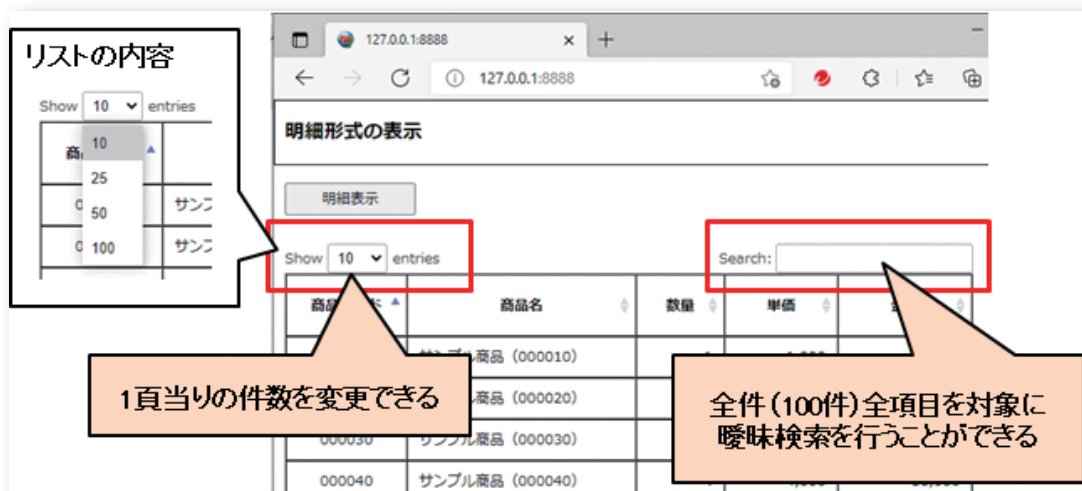 リストの内容
Show 10 entries
10
25
50
100
サンプ
サンプ
127.0.0.1:8888
127.0.0.1:8888
明細形式の表示
明細表示
Show 10 entries
Search:
商品名
数量
単価
サンプル商品 (000010)
商品 (000020)
000030
サンプル商品 (000030)
000040
サンプル商品 (000040)
1頁当りの件数を変更できる
全件(100件)全項目を対象に
曖昧検索を行うことができる